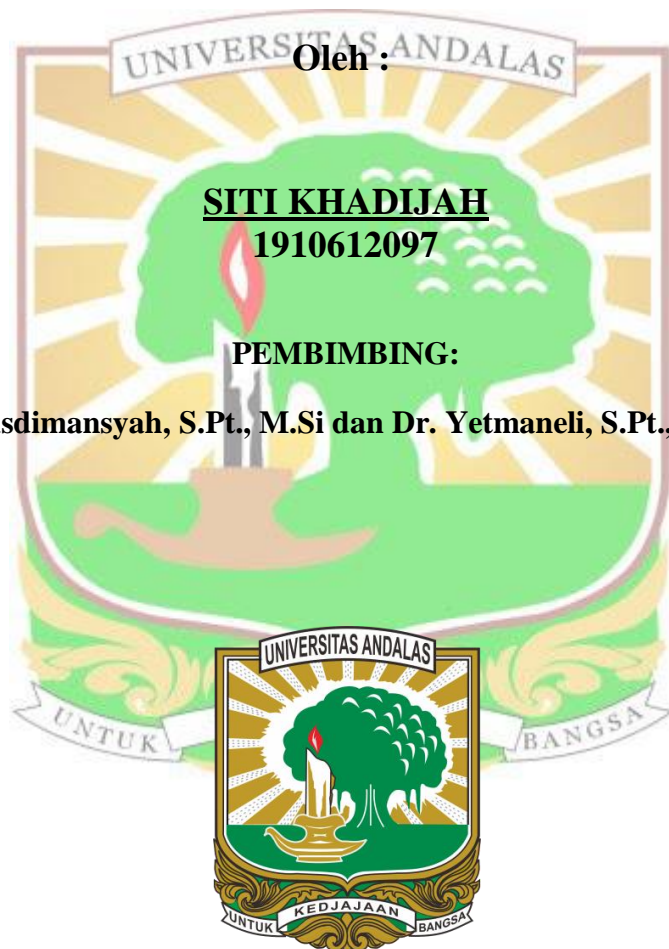 UNIVERSITAS ANDALAS
Oleh :
SITI KHADIJAH
1910612097
PEMBIMBING:
sdimansyah, S.Pt., M.Si dan Dr. Yetmaneli, S.Pt.,
UNTUK BANGSA
UNIVERSITAS ANDALAS
KEDJAJAAN
UNTUK BANGSA